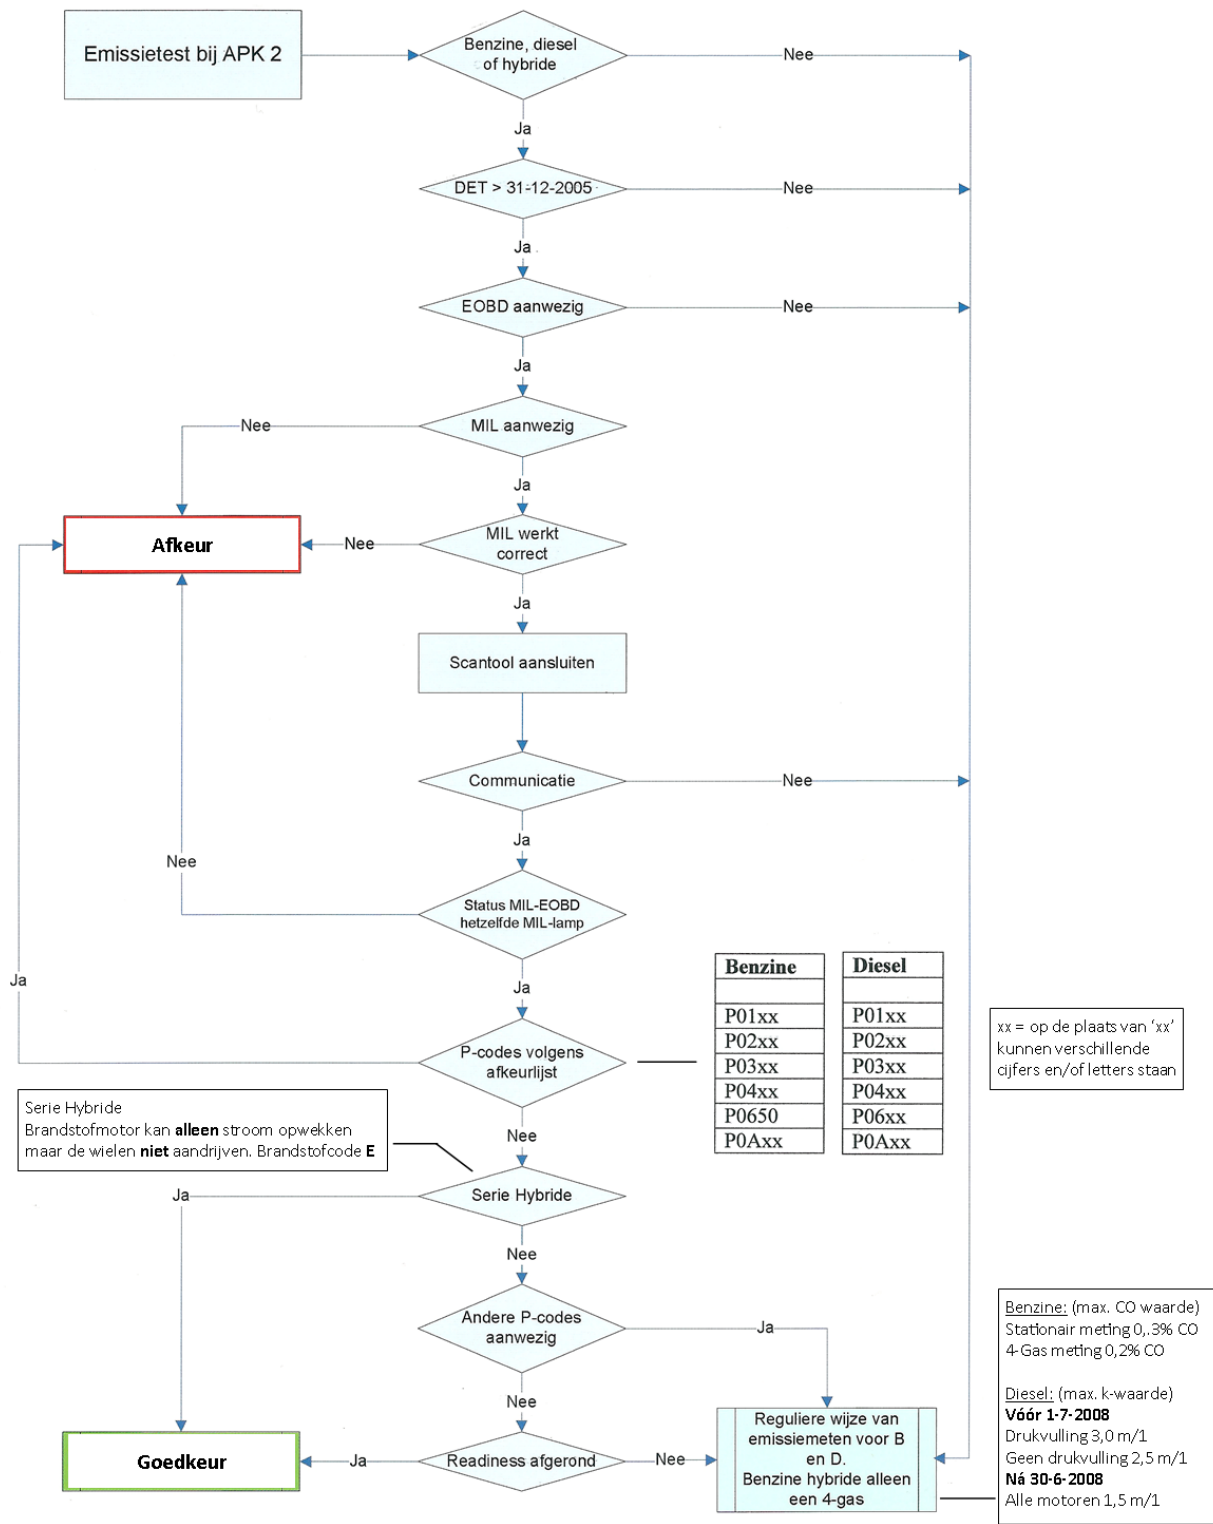 Emissietest bij APK 2
Benzine, diesel
of hybride
Nee
Ja
DET > 31-12-2005
Nee
Ja
EOBD aanwezig
Nee
Ja
MIL aanwezig
Nee
Ja
Afkeur
Nee
MIL werkt
correct
Ja
Scantool aansluiten
Communicatie
Nee
Ja
Nee
Status MIL-EOBD
hetzelfde MIL-lamp
Ja
Ja
P-codes volgens
afkeurlijst
Benzine
P01xx
P02xx
P03xx
P04xx
P0650
P0Axx
Diesel
P01xx
P02xx
P03xx
P04xx
P06xx
P0Axx
xx = op de plaats van ‘xx’
kunnen verschillende
cijfers en/of letters staan
Serie Hybride
Brandstofmotor kan alleen stroom opwekken
maar de wielen niet aandrijven. Brandstofcode E
Nee
Ja
Serie Hybride
Nee
Andere P-codes
aanwezig
Ja
Nee
Goedkeur
Ja
Readiness afgerond
Nee
Reguliere wijze van
emissiemeten voor B
en D.
Benzine hybride alleen
een 4-gas
Benzine: (max. CO waarde)
Stationair meting 0,.3% CO
4-Gas meting 0,2% CO
Diesel: (max. k-waarde)
Vóór 1-7-2008
Drukvulling 3,0 m/1
Geen drukvulling 2,5 m/1
Ná 30-6-2008
Alle motoren 1,5 m/1